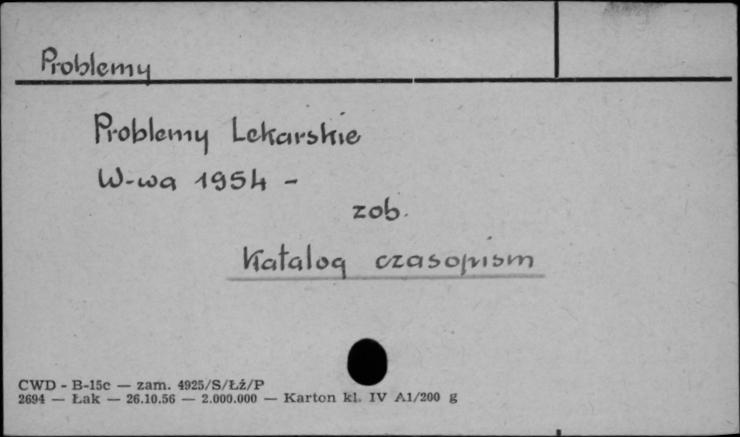 Problemy
Problemy Lekarskie
W-wa 1954 -
zob.
Katalog czasopism
CWD - B-15c — zam. 4925/S/Łż/P
2694 — Łak — 26.10.56 — 2.000.000 — Karton kl. IV A1/200 g